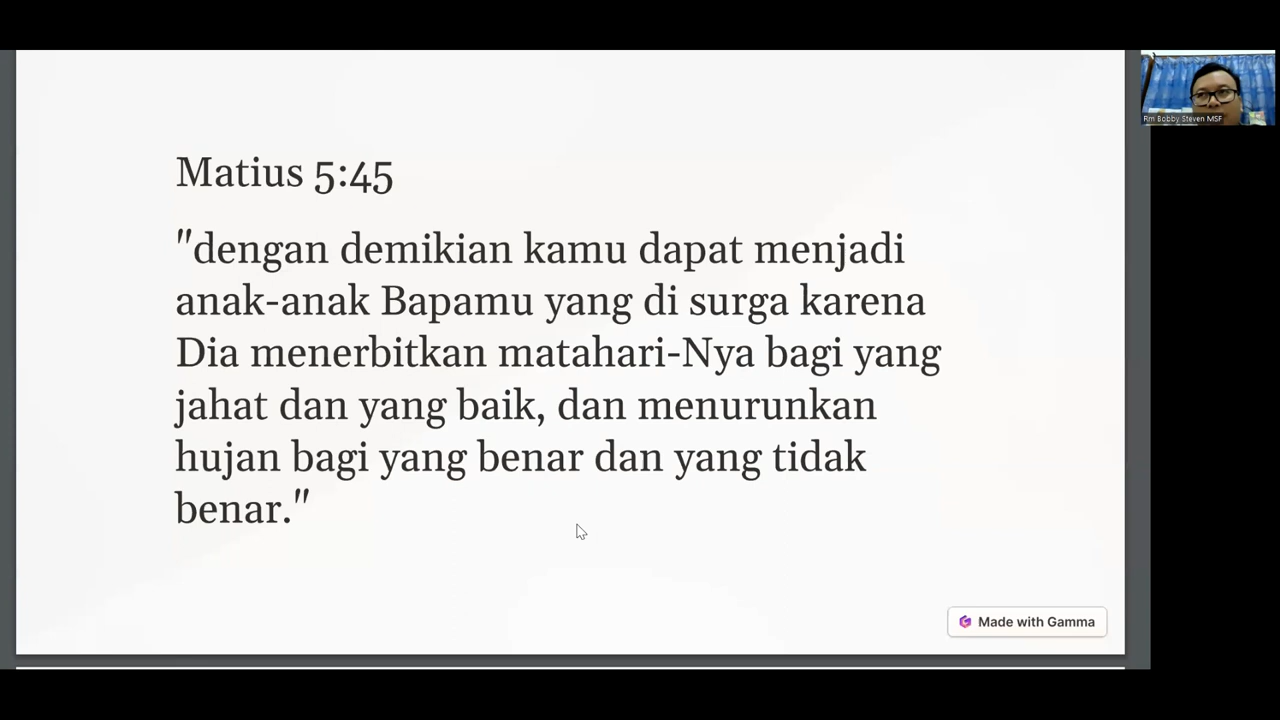 Matius 5:45
"dengan demikian kamu dapat menjadi
anak-anak Bapamu yang di surga karena
Dia menerbitkan matahari-Nya bagi yang
jahat dan yang baik, dan menurunkan
hujan bagi yang benar dan yang tidak
benar."
Made with Gamma
Rm Bobby Steven MSF